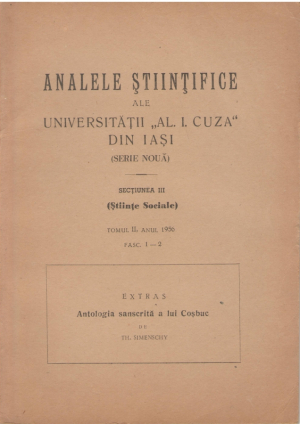 ANALELE ŞTIINŢIFICE
ALE
UNIVERSITĂŢII „AL. I. CUZA"
DIN IAŞI
(SERIE NOUĂ)
SECŢIUNEA III
(Ştiinţe Sociale)
TOMUL II, ANUL 1956
FASC. 1—2
EXTRAS
Antologia sanscrită a lui Coşbuc
DE
TH. SIMENSCHY